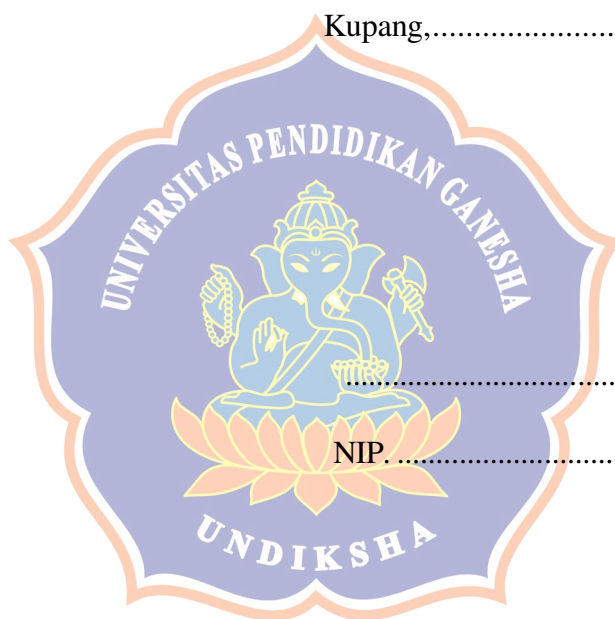 Kupang,.......................
UNIVERSITAS PENDIDIKAN GANESHA
..................................
NIP. ...........................
UNDIKSHA